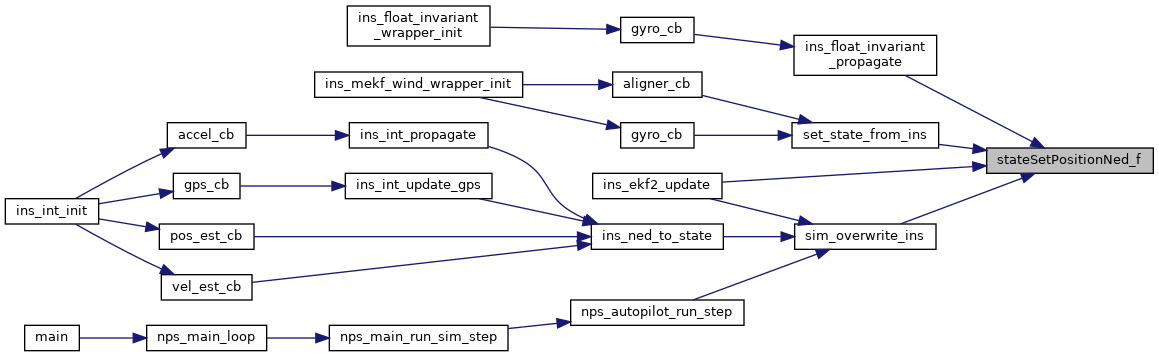 ins_float_invariant
_wrapper_init
gyro_cb
ins_float_invariant
_propagate
ins_mekf_wind_wrapper_init
aligner_cb
gyro_cb
set_state_from_ins
accel_cb
ins_int_propagate
stateSetPositionNed_f
gps_cb
ins_int_update_gps
ins_ekf2_update
ins_int_init
pos_est_cb
ins_ned_to_state
sim_overwrite_ins
vel_est_cb
nps_autopilot_run_step
main
nps_main_loop
nps_main_run_sim_step